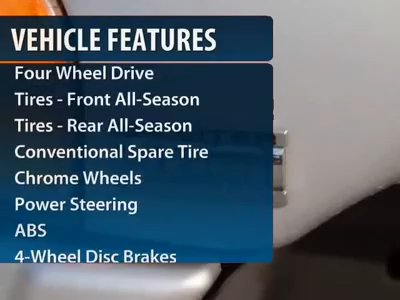 VEHICLE FEATURES
Four Wheel Drive
Tires - Front All-Season
Tires - Rear All-Season
Conventional Spare Tire
Chrome Wheels
Power Steering
ABS
4-Wheel Disc Brakes